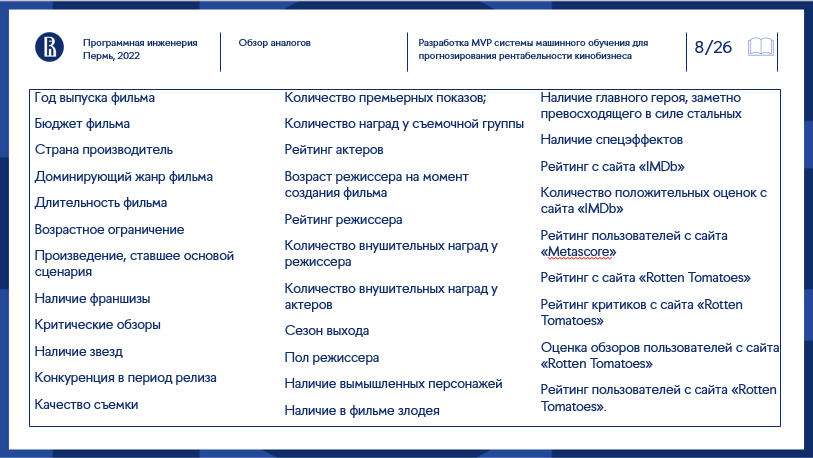 Программная инженерия
Пермь, 2022
Обзор аналогов
Разработка MVP системы машинного обучения для
прогнозирования рентабельности кинобизнеса
8/26
Год выпуска фильма
Бюджет фильма
Страна производитель
Доминирующий жанр фильма
Длительность фильма
Возрастное ограничение
Произведение, ставшее основой
сценария
Наличие франшизы
Критические обзоры
Наличие звезд
Конкуренция в период релиза
Качество съемки
Количество премьерных показов;
Количество наград у съемочной группы
Рейтинг актеров
Возраст режиссера на момент
создания фильма
Рейтинг режиссера
Количество внушительных наград у
режиссера
Количество внушительных наград у
актеров
Сезон выхода
Пол режиссера
Наличие вымышленных персонажей
Наличие в фильме злодея
Наличие главного героя, заметно
превосходящего в силе стальных
Наличие спецэффектов
Рейтинг с сайта «IMDb»
Количество положительных оценок с
сайта «IMDb»
Рейтинг пользователей с сайта
«Metascore»
Рейтинг с сайта «Rotten Tomatoes»
Рейтинг критиков с сайта «Rotten
Tomatoes»
Оценка обзоров пользователей с сайта
«Rotten Tomatoes»
Рейтинг пользователей с сайта «Rotten
Tomatoes».